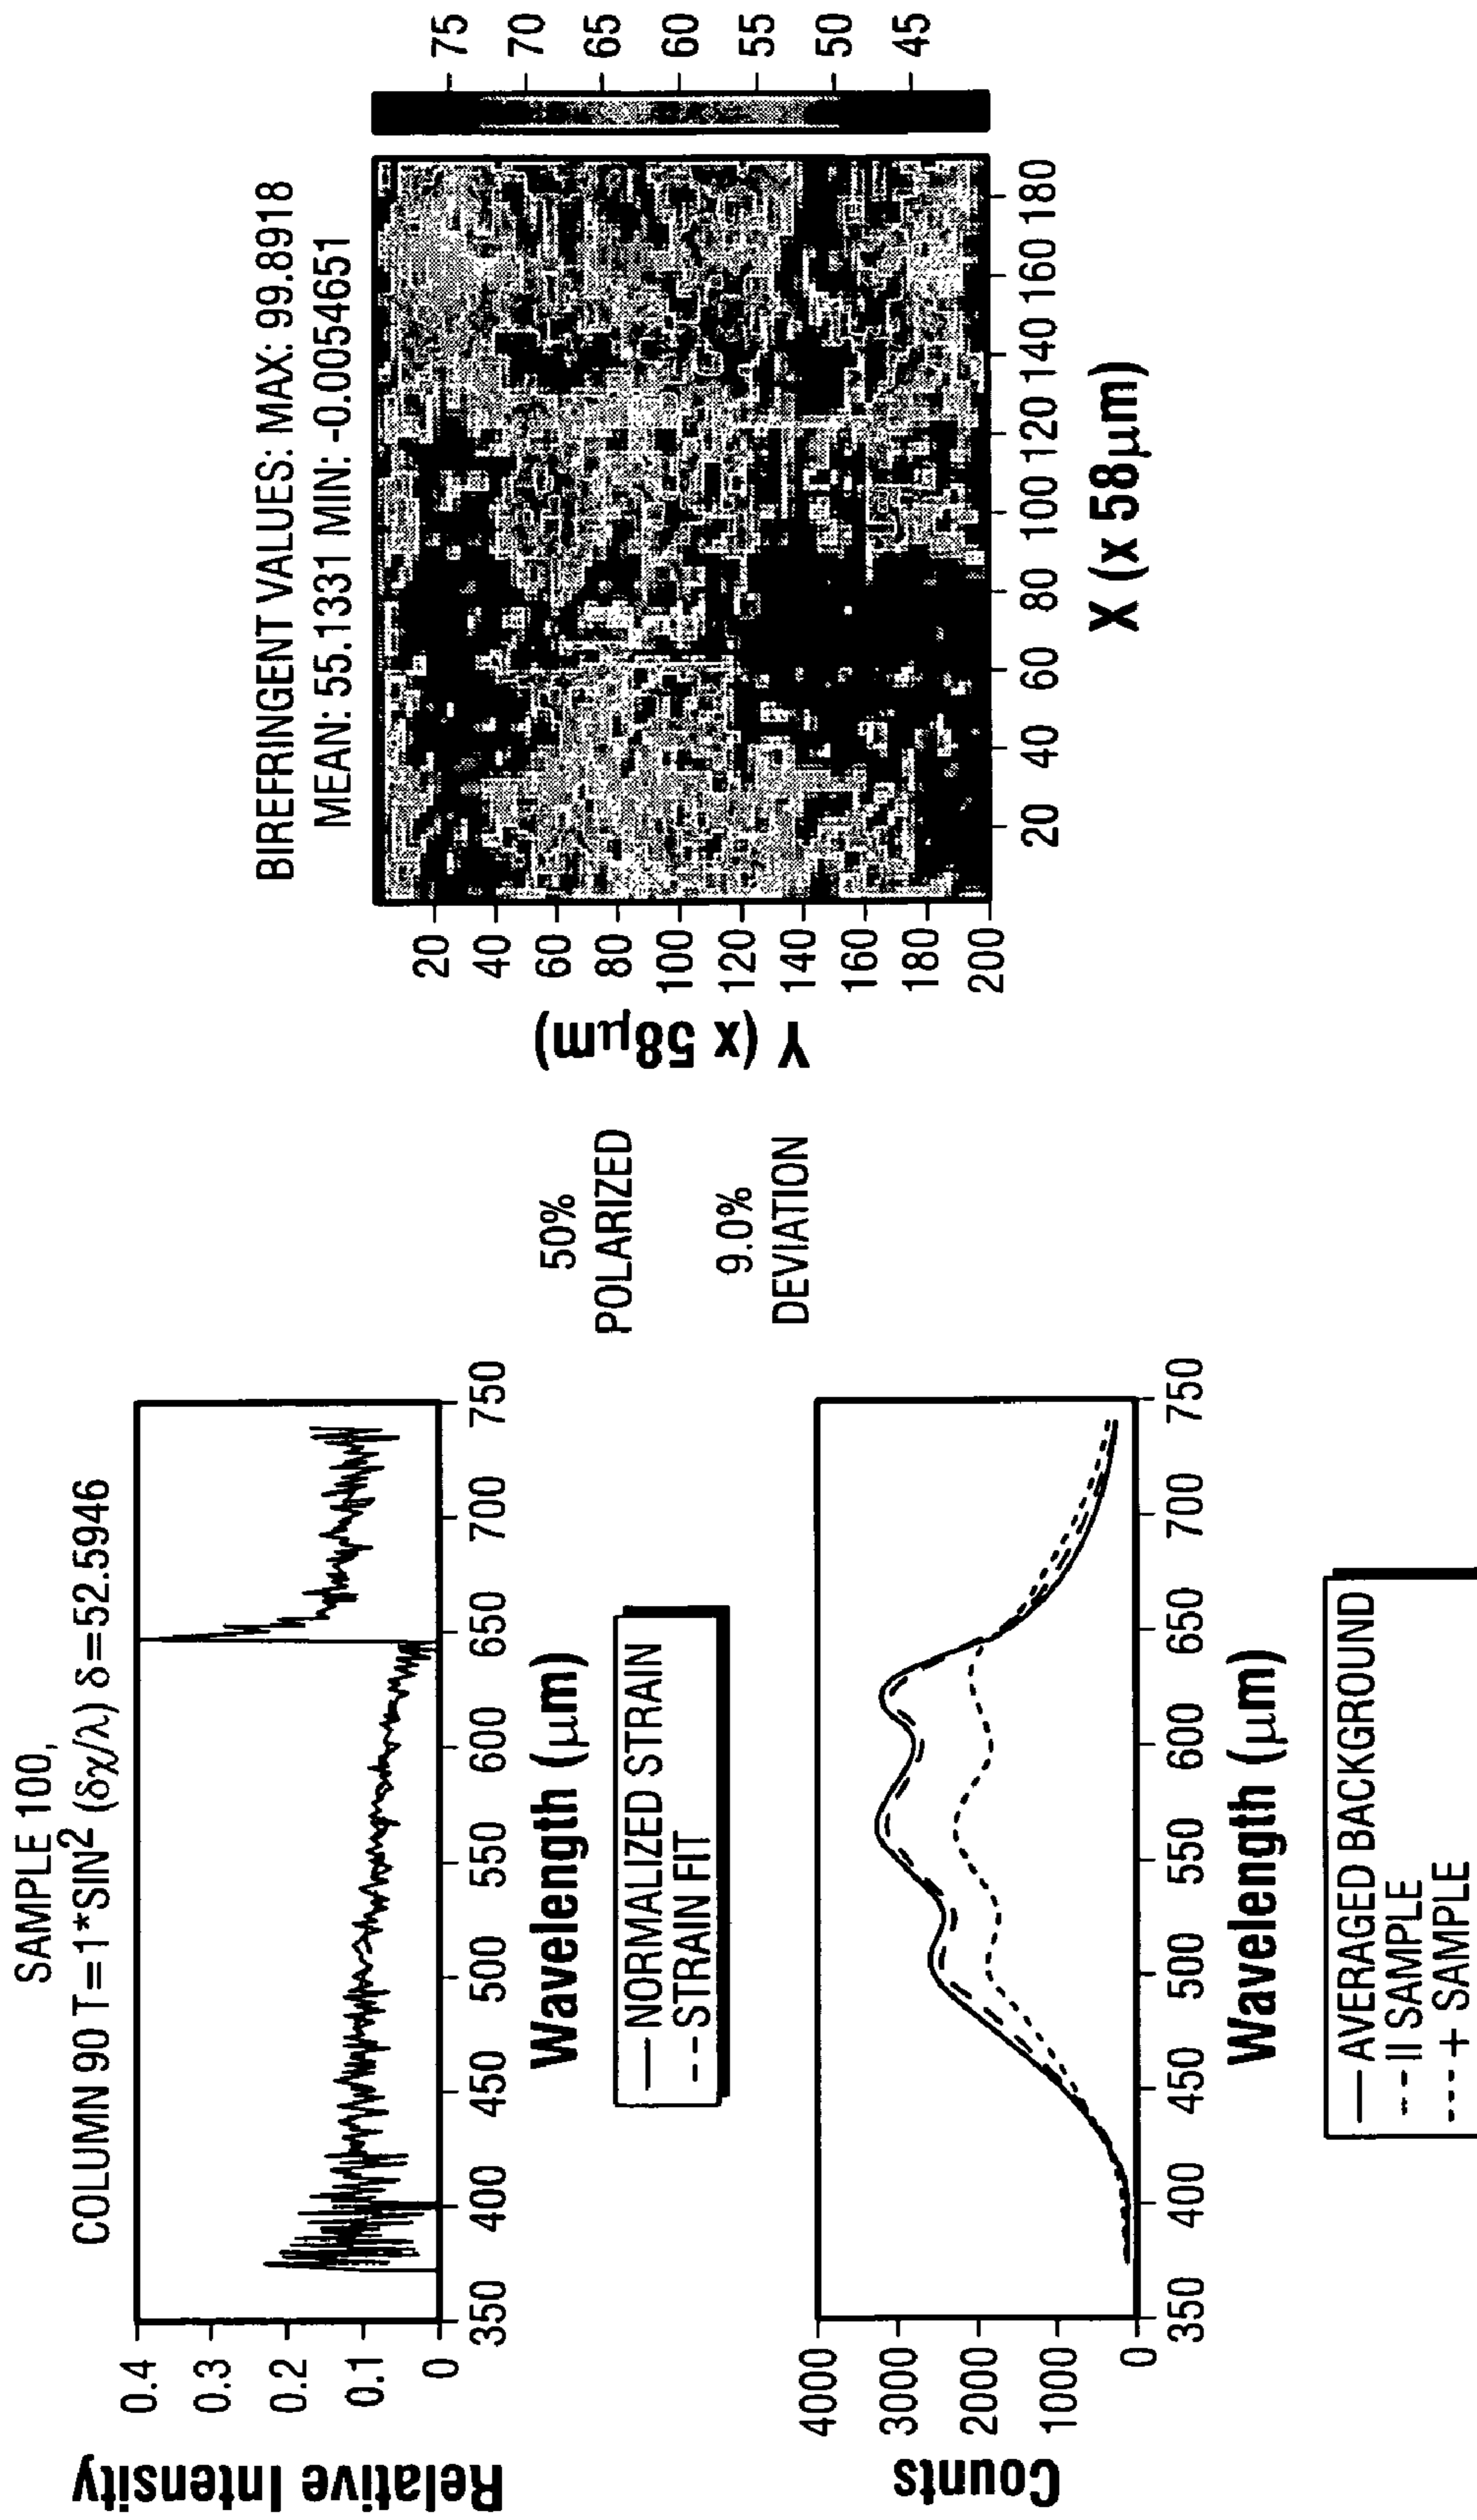 SAMPLE 100,
COLUMN 90 T=1*SIN² (δχ/λ) δ=52.5946
Relative Intensity
0.4
0.3
0.2
0.1
0
350 400 450 500 550 600 650 700 750
Wavelength (μm)
— NORMALIZED STRAIN
-- STRAIN FIT
50%
POLARIZED
9.0%
DEVIATION
Counts
4000
3000
2000
1000
0
350 400 450 500 550 600 650 700 750
Wavelength (μm)
— AVERAGED BACKGROUND
--- II SAMPLE
---- + SAMPLE
BIREFRINGENT VALUES: MAX: 99.8918
MEAN: 55.1331 MIN: -0.0054651
Y (x 58μm)
20
40
60
80
100
120
140
160
180
200
20 40 60 80 100 120 140 160 180
X (x 58μm)
75
70
65
60
55
50
45